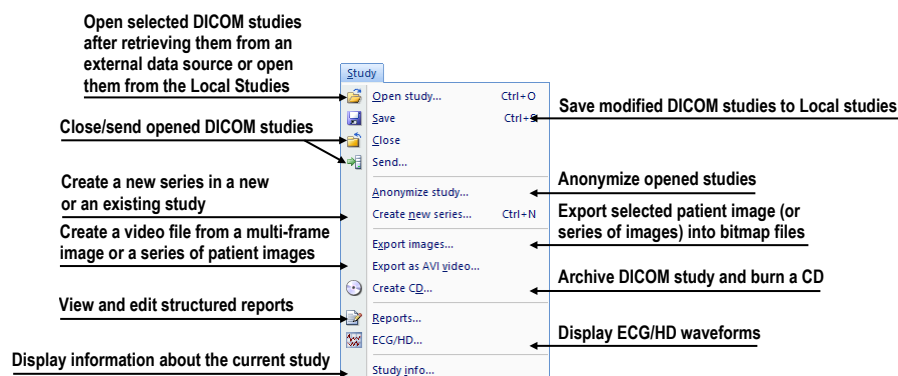 Open selected DICOM studies
after retrieving them from an
external data source or open
them from the Local Studies
Close/send opened DICOM studies
Create a new series in a new
or an existing study
Create a video file from a multi-frame
image or a series of patient images
View and edit structured reports
Display information about the current study
Study
Open study... Ctrl+O
Save Ctrl+S
Close
Send...
Anonymize study...
Create new series... Ctrl+N
Export images...
Export as AVI video...
Create CD...
Reports...
ECG/HD...
Study info...
Save modified DICOM studies to Local studies
Anonymize opened studies
Export selected patient image (or
series of images) into bitmap files
Archive DICOM study and burn a CD
Display ECG/HD waveforms